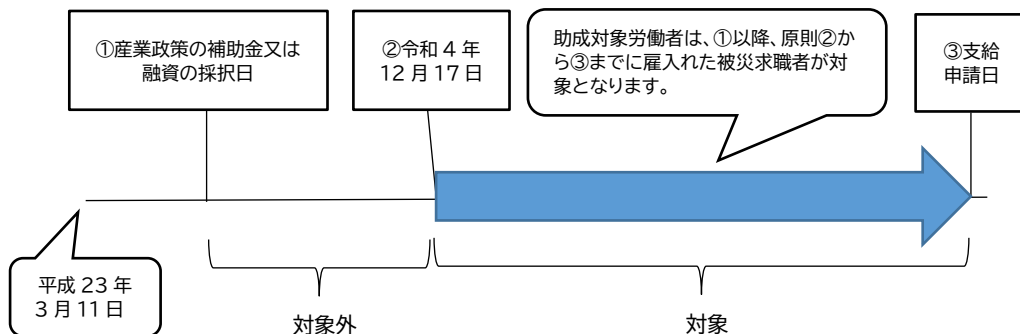 ①産業政策の補助金又は
融資の採択日
②令和4年
12月17日
助成対象労働者は、①以降、原則②か
ら③までに雇入れた被災求職者が対
象となります。
③支給
申請日
平成23年
3月11日
対象外
対象